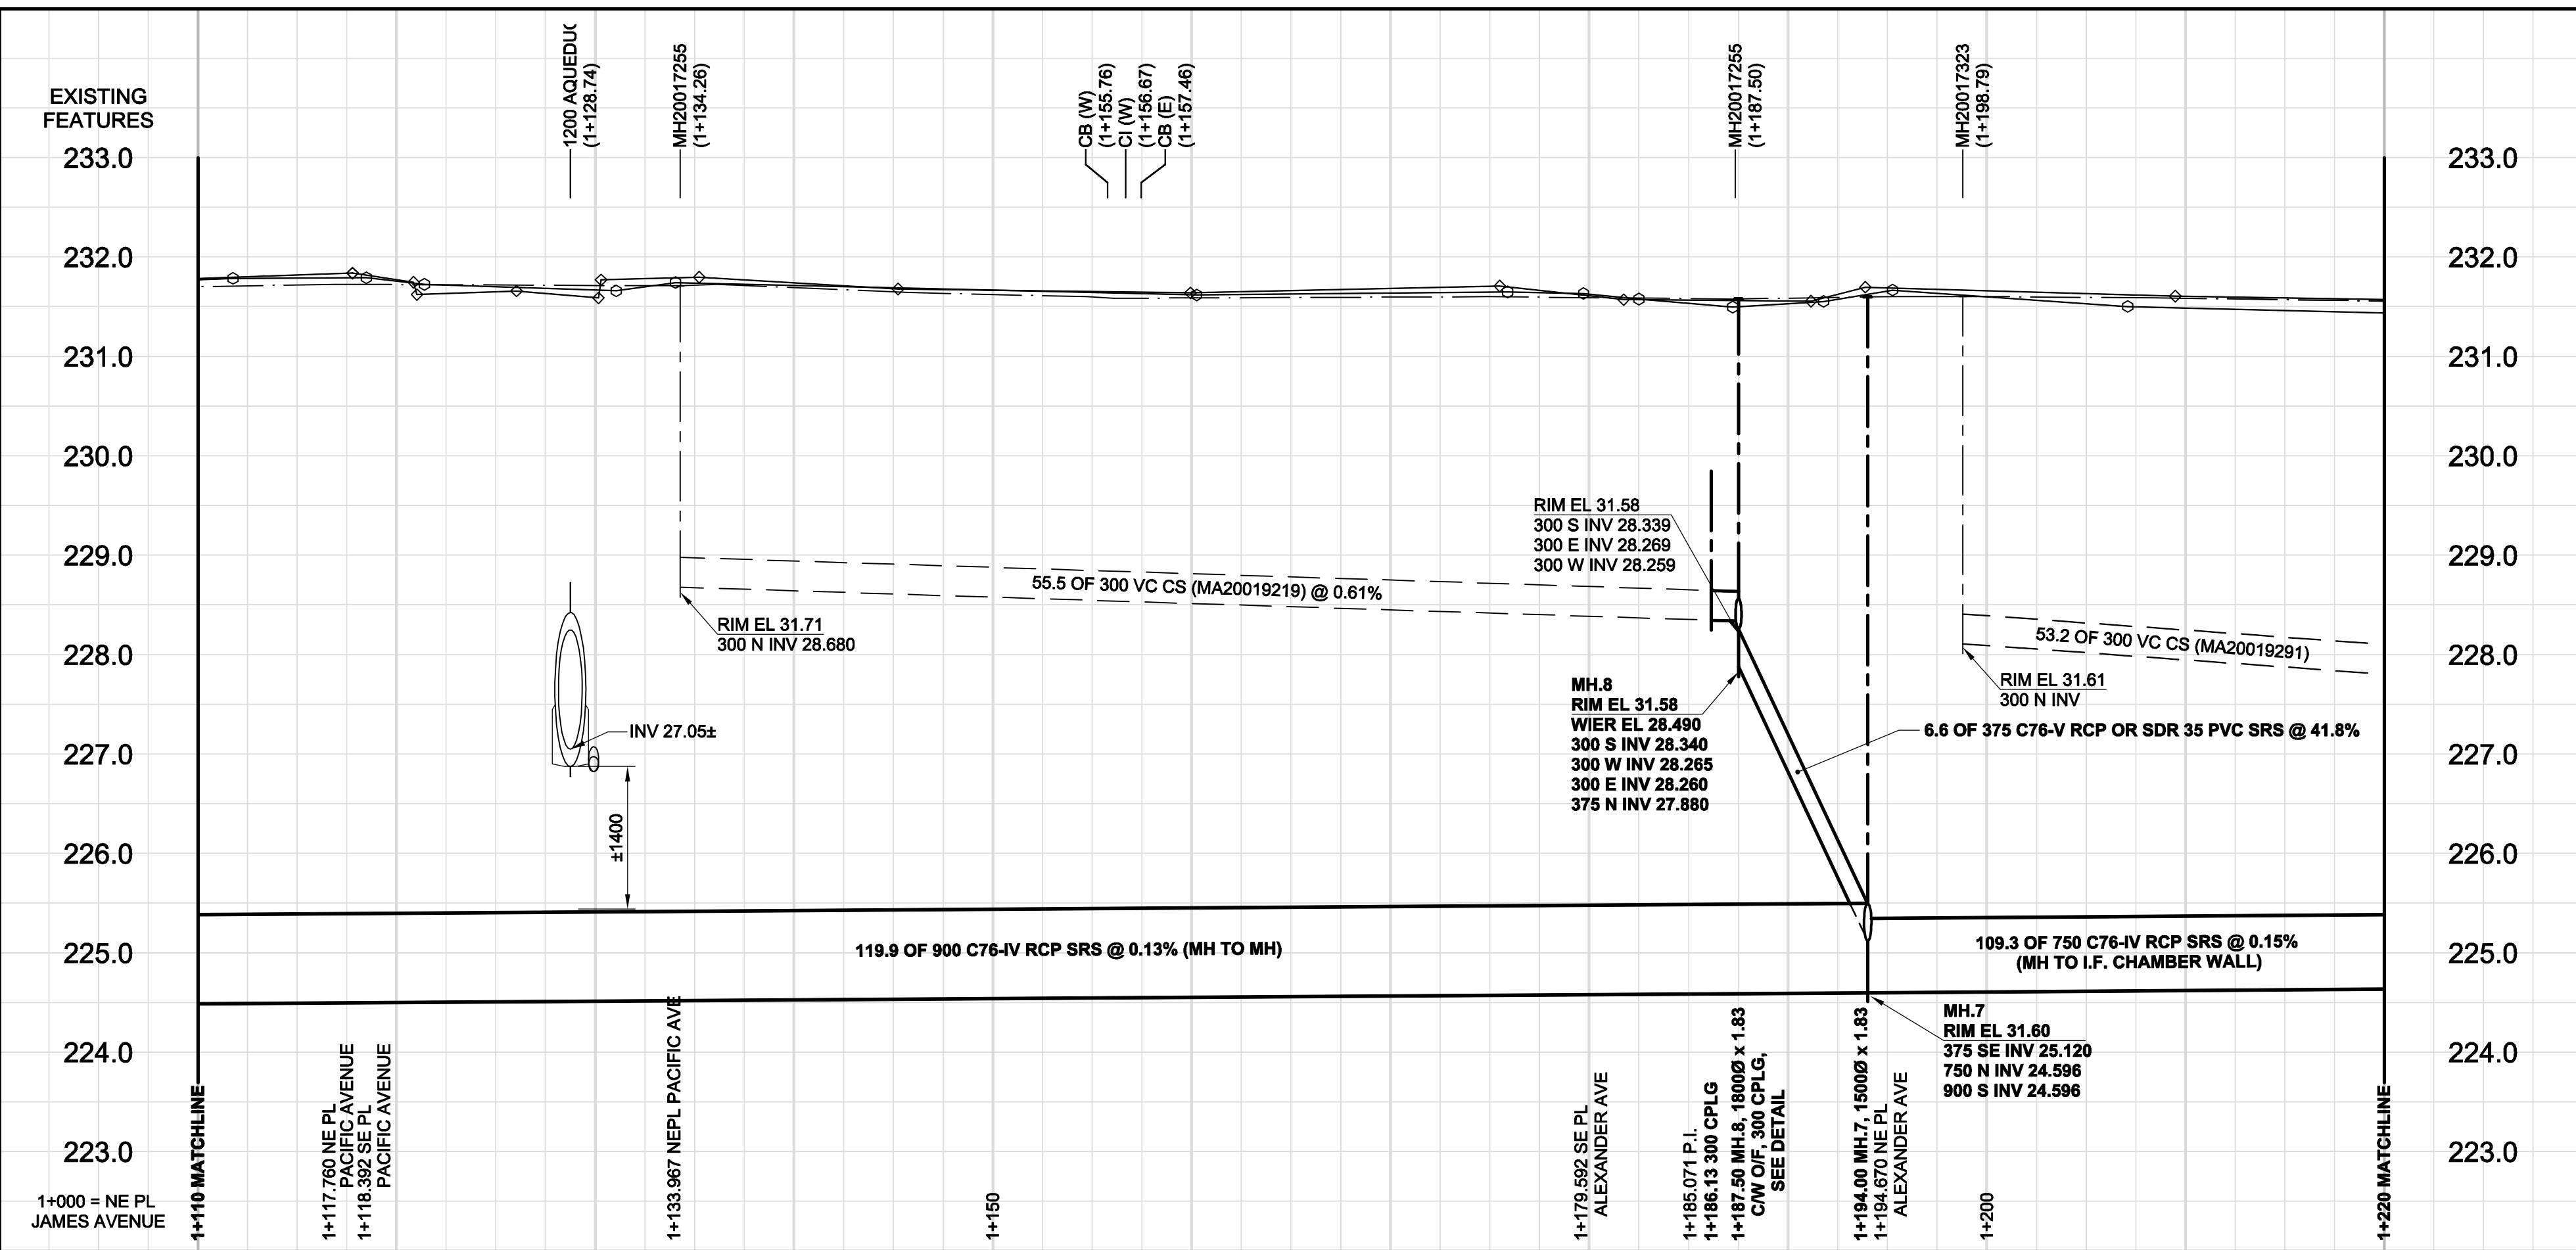 EXISTING
FEATURES
1200 AQUEDUC
(1+128.74)
MH20017255
(1+134.26)
CB (W)
(1+155.76)
CI (W)
(1+156.67)
CB (E)
(1+157.46)
MH20017255
(1+187.50)
MH20017323
(1+198.79)
233.0
232.0
231.0
230.0
229.0
228.0
227.0
226.0
225.0
224.0
223.0
233.0
232.0
231.0
230.0
229.0
228.0
227.0
226.0
225.0
224.0
223.0
RIM EL 31.58
300 S INV 28.339
300 E INV 28.269
300 W INV 28.259
55.5 OF 300 VC CS (MA20019219) @ 0.61%
RIM EL 31.71
300 N INV 28.680
53.2 OF 300 VC CS (MA20019291)
RIM EL 31.61
300 N INV
INV 27.05±
±1400
MH.8
RIM EL 31.58
WIER EL 28.490
300 S INV 28.340
300 W INV 28.265
300 E INV 28.260
375 N INV 27.880
6.6 OF 375 C76-V RCP OR SDR 35 PVC SRS @ 41.8%
119.9 OF 900 C76-IV RCP SRS @ 0.13% (MH TO MH)
109.3 OF 750 C76-IV RCP SRS @ 0.15%
(MH TO I.F. CHAMBER WALL)
MH.7
RIM EL 31.60
375 SE INV 25.120
750 N INV 24.596
900 S INV 24.596
1+000 = NE PL
JAMES AVENUE
1+110 MATCHLINE
1+117.760 NE PL
PACIFIC AVENUE
1+118.392 SE PL
PACIFIC AVENUE
1+133.967 NEPL PACIFIC AVE
1+150
1+179.592 SE PL
ALEXANDER AVE
1+185.071 P.I.
1+186.13 300 CPLG
1+187.50 MH.8, 1800Ø x 1.83
C/W O/F, 300 CPLG,
SEE DETAIL
1+194.00 MH.7, 1500Ø x 1.83
1+194.670 NE PL
ALEXANDER AVE
1+200
1+220 MATCHLINE